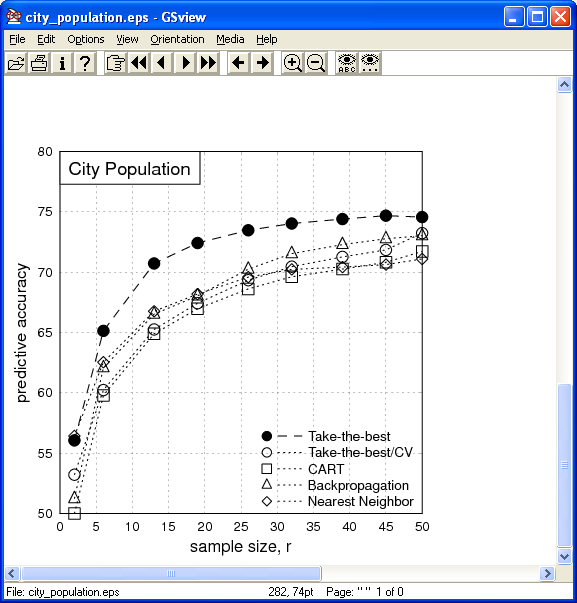 city_population.eps - GSview
File Edit Options View Orientation Media Help
i ? ABC
80
City Population
75
70
65
60
55
50
predictive accuracy
Take-the-best
Take-the-best/CV
CART
Backpropagation
Nearest Neighbor
0 5 10 15 20 25 30 35 40 45 50
sample size, r
File: city_population.eps 282, 74pt Page: " " 1 of 0